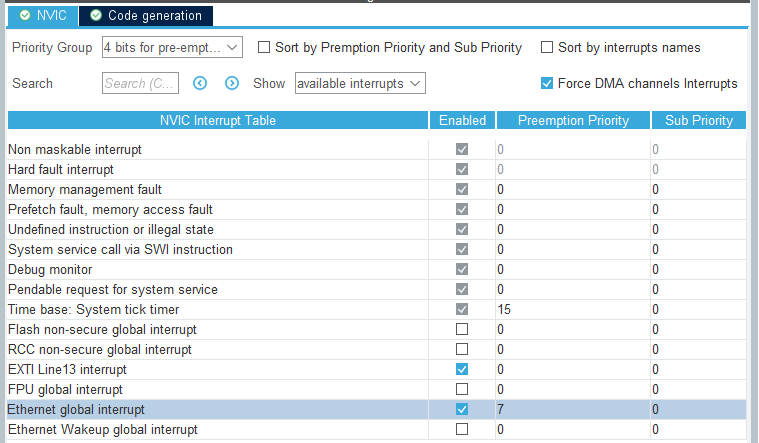 NVIC Code generation
Priority Group 4 bits for pre-empt... Sort by Premption Priority and Sub Priority Sort by interrupts names
Search Search (C... Show available interrupts Force DMA channels Interrupts
NVIC Interrupt Table Enabled Preemption Priority Sub Priority
Non maskable interrupt 0 0
Hard fault interrupt 0 0
Memory management fault 0 0
Prefetch fault, memory access fault 0 0
Undefined instruction or illegal state 0 0
System service call via SWI instruction 0 0
Debug monitor 0 0
Pendable request for system service 0 0
Time base: System tick timer 15 0
Flash non-secure global interrupt 0 0
RCC non-secure global interrupt 0 0
EXTI Line13 interrupt 0 0
FPU global interrupt 0 0
Ethernet global interrupt 7 0
Ethernet Wakeup global interrupt 0 0